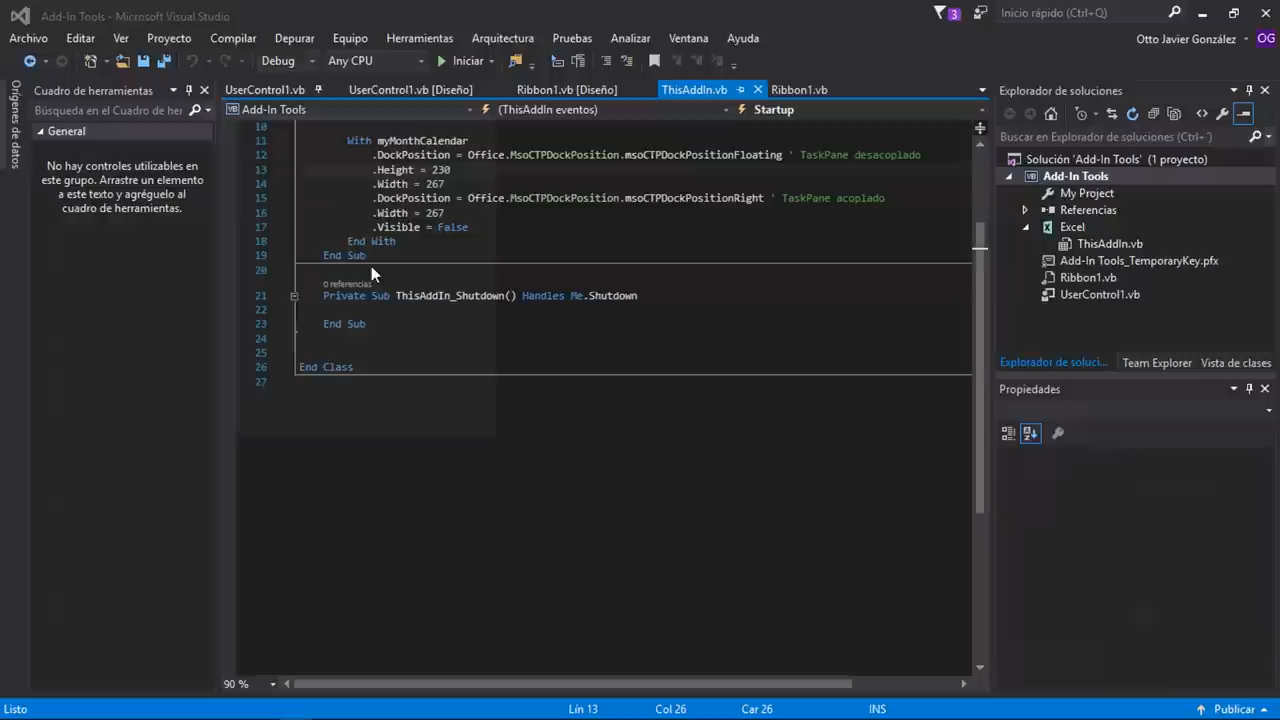 Add-In Tools - Microsoft Visual Studio
3
Inicio rápido (Ctrl+Q)
Archivo Editar Ver Proyecto Compilar Depurar Equipo Herramientas Arquitectura Pruebas Analizar Ventana Ayuda
Otto Javier González OG
Debug Any CPU Iniciar
Orígenes de datos
Cuadro de herramientas
Búsqueda en el Cuadro de her
General
No hay controles utilizables en
este grupo. Arrastre un elemento
a este texto y agréguelo al
cuadro de herramientas.
UserControl1.vb UserControl1.vb [Diseño] Ribbon1.vb [Diseño] ThisAddIn.vb Ribbon1.vb
VB Add-In Tools (ThisAddIn eventos) Startup
10
11 With myMonthCalendar
12 .DockPosition = Office.MsoCTPDockPosition.msoCTPDockPositionFloating ' TaskPane desacoplado
13 .Height = 230
14 .Width = 267
15 .DockPosition = Office.MsoCTPDockPosition.msoCTPDockPositionRight ' TaskPane acoplado
16 .Width = 267
17 .Visible = False
18 End With
19 End Sub
20
0 referencias
21 Private Sub ThisAddIn_Shutdown() Handles Me.Shutdown
22
23 End Sub
24
25
26 End Class
27
90 %
Explorador de soluciones
Buscar en Explorador de soluciones (Ctrl+´)
Solución 'Add-In Tools' (1 proyecto)
VB Add-In Tools
My Project
Referencias
Excel
ThisAddIn.vb
Add-In Tools_TemporaryKey.pfx
Ribbon1.vb
UserControl1.vb
Explorador de soluci... Team Explorer Vista de clases
Propiedades
Listo Lín 13 Col 26 Car 26 INS Publicar